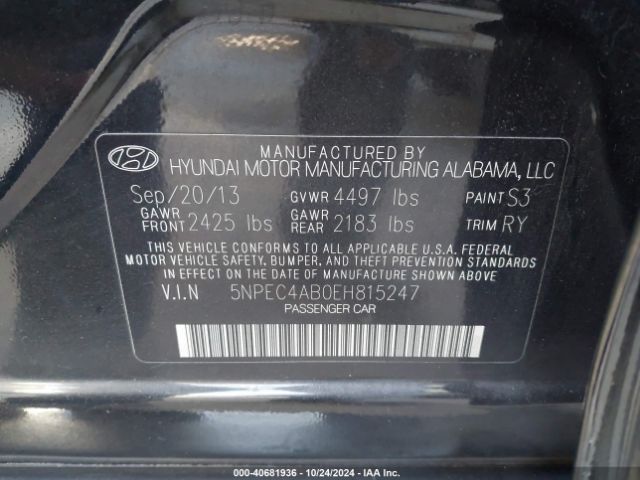 MANUFACTURED BY
HYUNDAI MOTOR MANUFACTURING ALABAMA, LLC
Sep/20/13 GVWR 4497 lbs PAINT S3
GAWR FRONT 2425 lbs GAWR REAR 2183 lbs TRIM RY
THIS VEHICLE CONFORMS TO ALL APPLICABLE U.S.A. FEDERAL
MOTOR VEHICLE SAFETY, BUMPER, AND THEFT PREVENTION STANDARDS
IN EFFECT ON THE DATE OF MANUFACTURE SHOWN ABOVE.
V.I.N 5NPEC4AB0EH815247
PASSENGER CAR
000-40681936 - 10/24/2024 - IAA Inc.